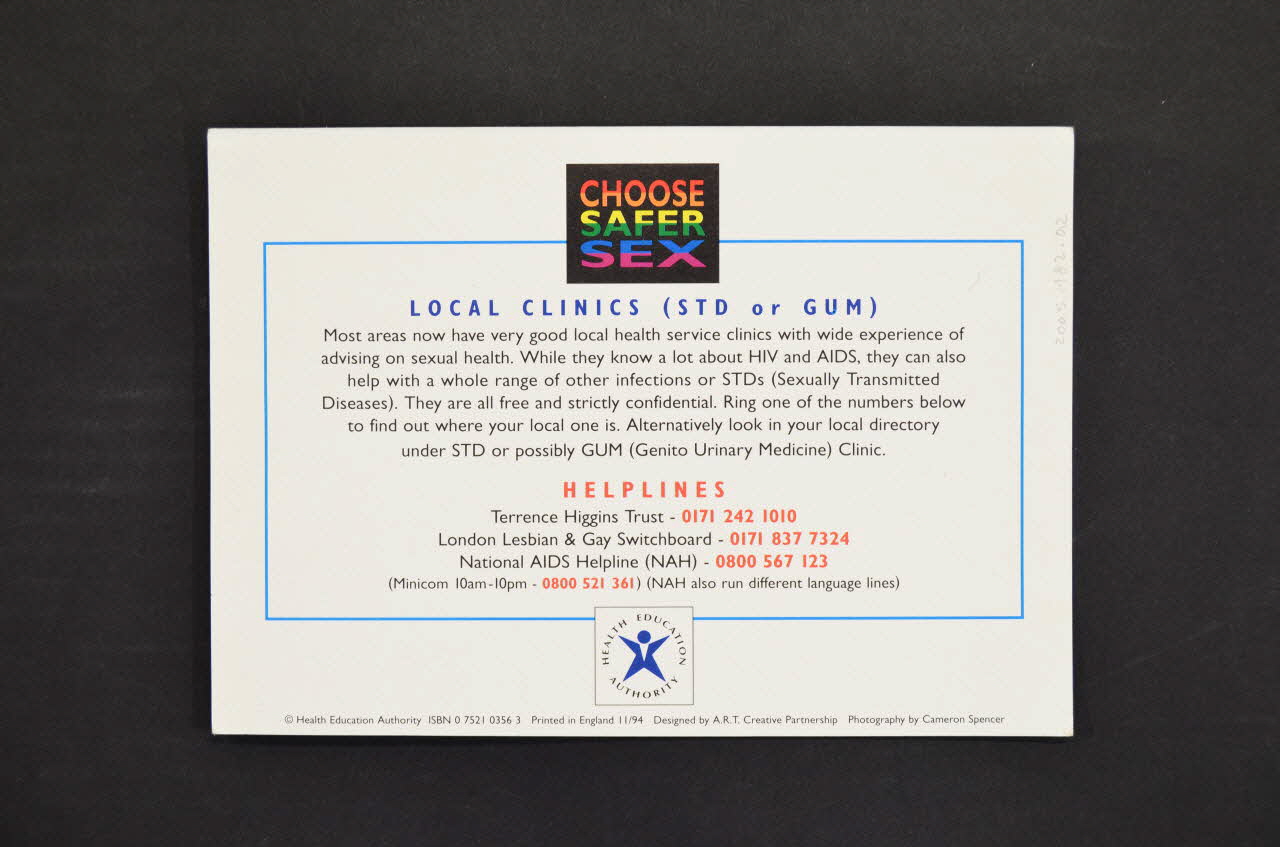 CHOOSE
SAFER
SEX
LOCAL CLINICS (STD or GUM)
Most areas now have very good local health service clinics with wide experience of
advising on sexual health. While they know a lot about HIV and AIDS, they can also
help with a whole range of other infections or STDs (Sexually Transmitted
Diseases). They are all free and strictly confidential. Ring one of the numbers below
to find out where your local one is. Alternatively look in your local directory
under STD or possibly GUM (Genito Urinary Medicine) Clinic.
HELPLINES
Terrence Higgins Trust - 0171 242 1010
London Lesbian & Gay Switchboard - 0171 837 7324
National AIDS Helpline (NAH) - 0800 567 123
(Minicom 10am-10pm - 0800 521 361) (NAH also run different language lines)
HEALTH EDUCATION
AUTHORITY
© Health Education Authority ISBN 0 7521 0356 3 Printed in England 11/94 Designed by A.R.T. Creative Partnership Photography by Cameron Spencer